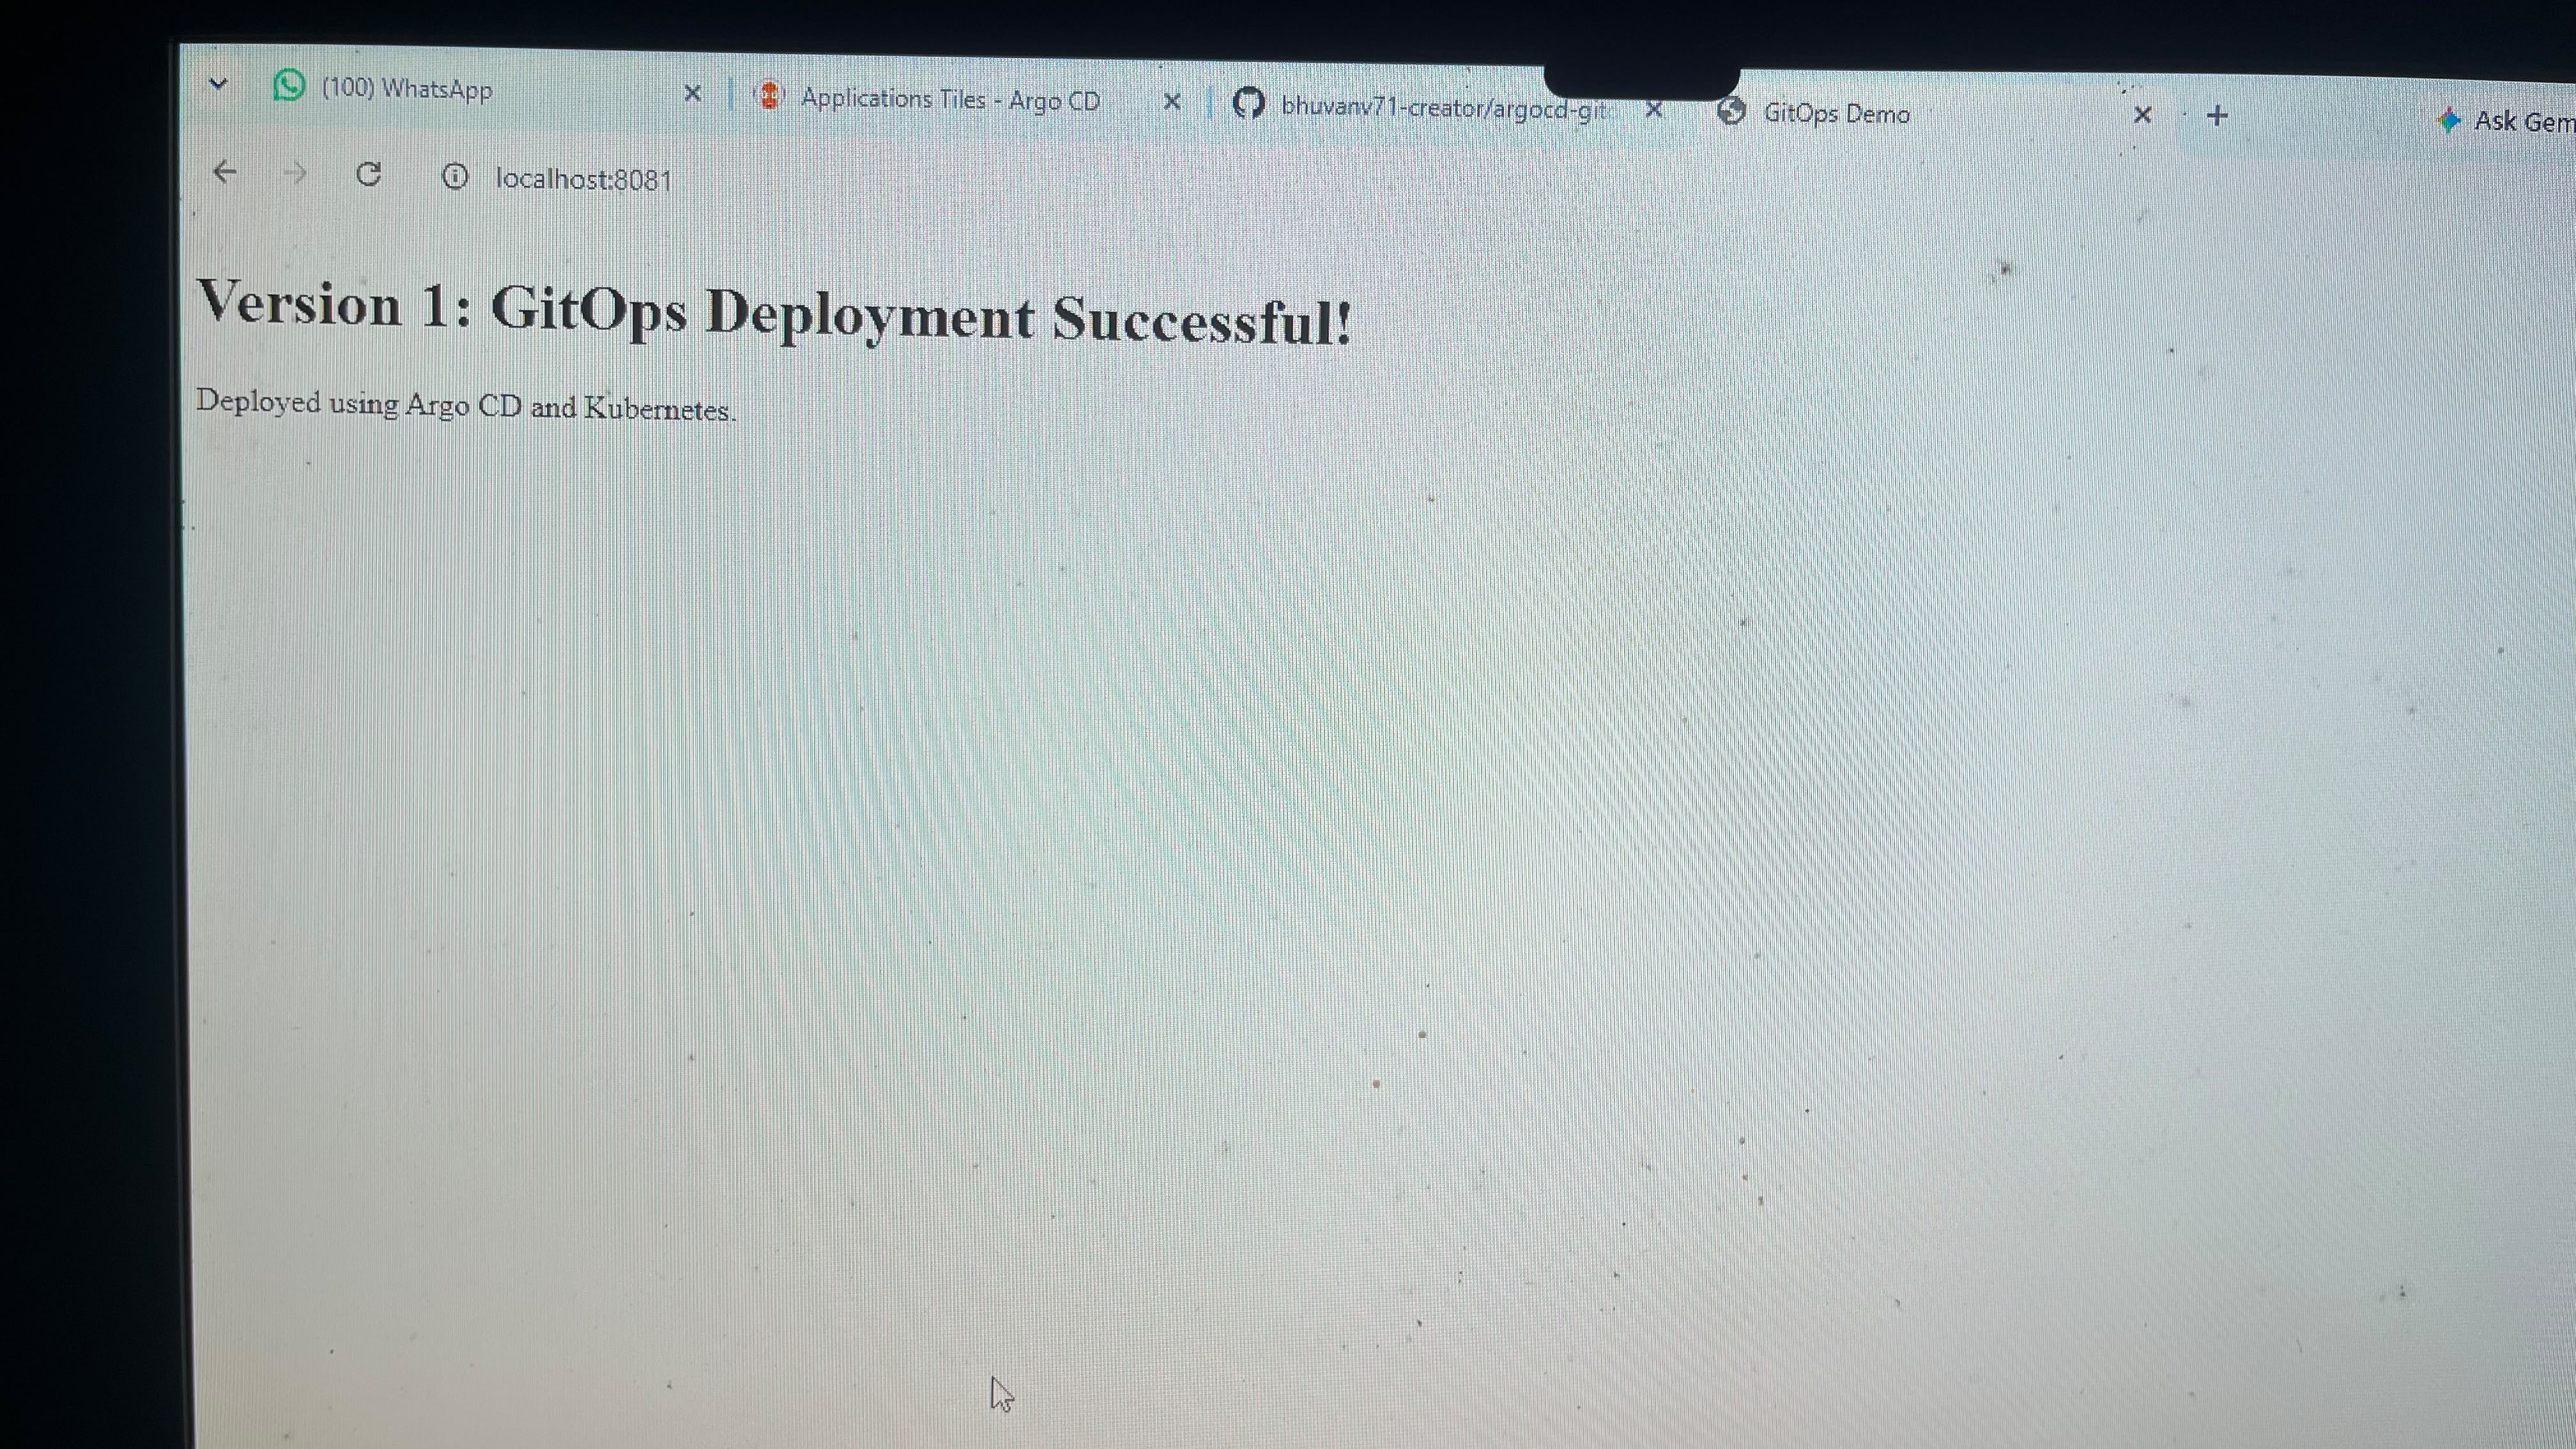 (100) WhatsApp
Applications Tiles - Argo CD
bhuvanv71-creator/argocd-git
GitOps Demo
Ask Gem
localhost:8081
Version 1: GitOps Deployment Successful!
Deployed using Argo CD and Kubernetes.